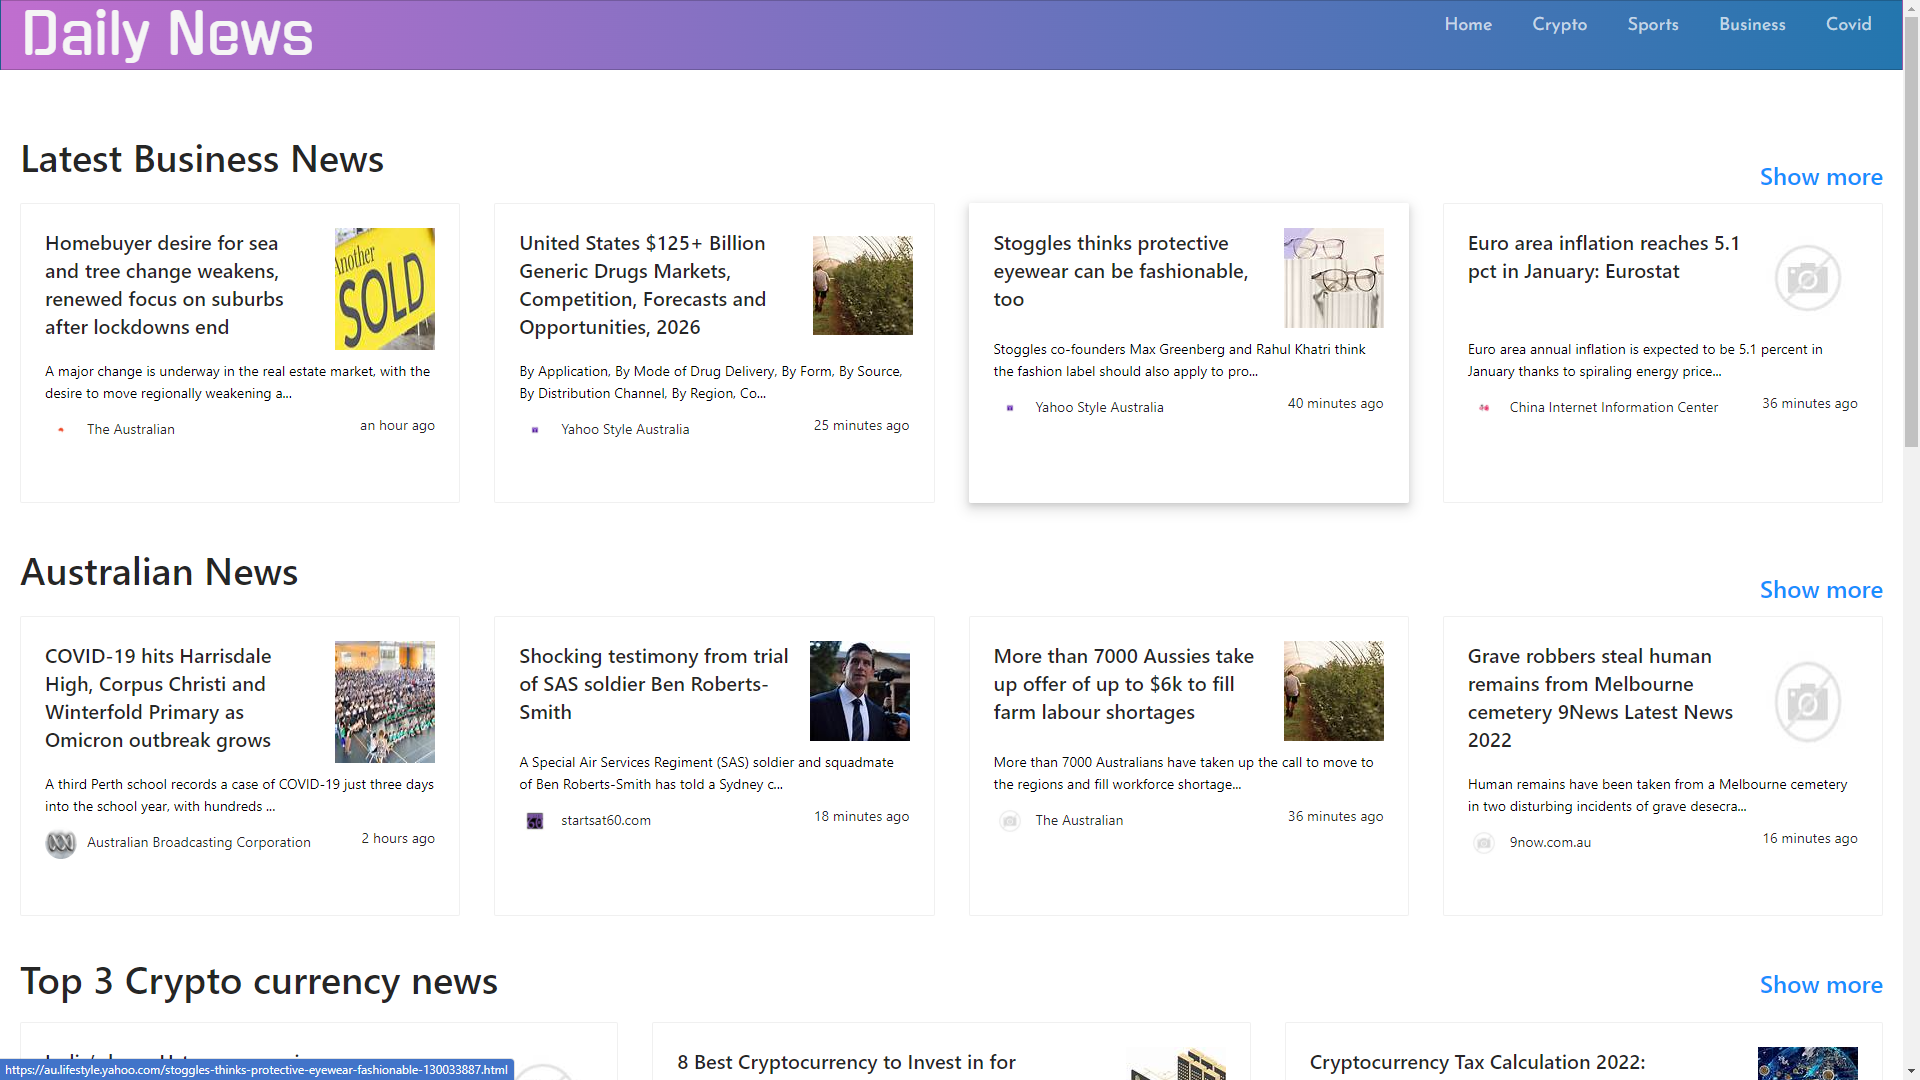 Daily News
Home
Crypto
Sports
Business
Covid
Latest Business News
Show more
Homebuyer desire for sea
and tree change weakens,
renewed focus on suburbs
after lockdowns end
Another
SOLD
A major change is underway in the real estate market, with the
desire to move regionally weakening a...
The Australian
an hour ago
United States $125+ Billion
Generic Drugs Markets,
Competition, Forecasts and
Opportunities, 2026
By Application, By Mode of Drug Delivery, By Form, By Source,
By Distribution Channel, By Region, Co...
Yahoo Style Australia
25 minutes ago
Stoggles thinks protective
eyewear can be fashionable,
too
Stoggles co-founders Max Greenberg and Rahul Khatri think
the fashion label should also apply to pro...
Yahoo Style Australia
40 minutes ago
Euro area inflation reaches 5.1
pct in January: Eurostat
Euro area annual inflation is expected to be 5.1 percent in
January thanks to spiraling energy price...
China Internet Information Center
36 minutes ago
Australian News
Show more
COVID-19 hits Harrisdale
High, Corpus Christi and
Winterfold Primary as
Omicron outbreak grows
A third Perth school records a case of COVID-19 just three days
into the school year, with hundreds ...
Australian Broadcasting Corporation
2 hours ago
Shocking testimony from trial
of SAS soldier Ben Roberts-
Smith
A Special Air Services Regiment (SAS) soldier and squadmate
of Ben Roberts-Smith has told a Sydney c...
startsat60.com
18 minutes ago
More than 7000 Aussies take
up offer of up to $6k to fill
farm labour shortages
More than 7000 Australians have taken up the call to move to
the regions and fill workforce shortage...
The Australian
36 minutes ago
Grave robbers steal human
remains from Melbourne
cemetery 9News Latest News
2022
Human remains have been taken from a Melbourne cemetery
in two disturbing incidents of grave desecra...
9now.com.au
16 minutes ago
Top 3 Crypto currency news
Show more
8 Best Cryptocurrency to Invest in for
Cryptocurrency Tax Calculation 2022:
https://au.lifestyle.yahoo.com/stoggles-thinks-protective-eyewear-fashionable-130033887.html